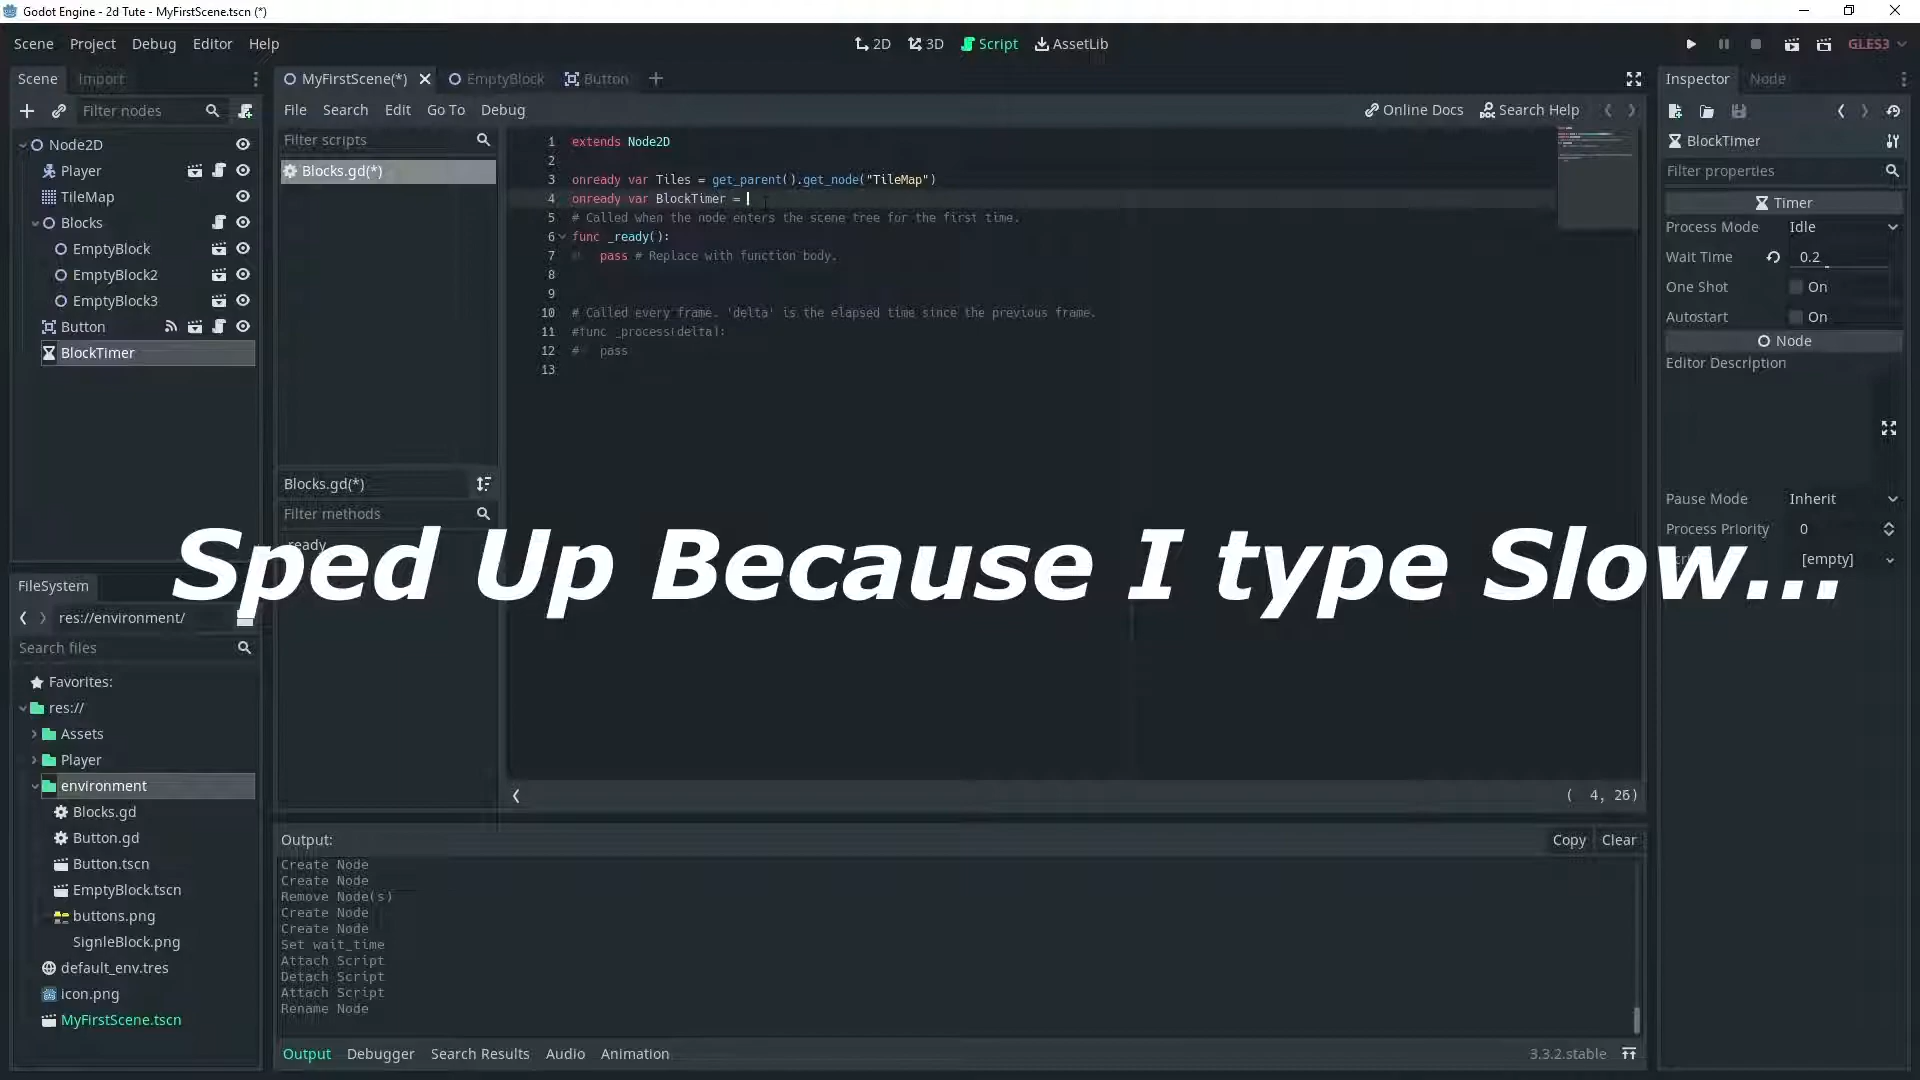 Godot Engine - 2d Tute - MyFirstScene.tscn (*)
Scene Project Debug Editor Help
2D 3D Script AssetLib
GLES3
Scene Import
Filter nodes
Node2D
Player
TileMap
Blocks
EmptyBlock
EmptyBlock2
EmptyBlock3
Button
BlockTimer
MyFirstScene(*) EmptyBlock Button
File Search Edit Go To Debug
Online Docs Search Help
Filter scripts
Blocks.gd(*)
Blocks.gd(*)
Filter methods
ready
1 extends Node2D
2
3 onready var Tiles = get_parent().get_node("TileMap")
4 onready var BlockTimer =
5 # Called when the node enters the scene tree for the first time.
6 func _ready():
7 pass # Replace with function body.
8
9
10 # Called every frame. 'delta' is the elapsed time since the previous frame.
11 #func _process(delta):
12 # pass
13
( 4, 26)
Sped Up Because I type Slow...
Inspector Node
BlockTimer
Filter properties
Timer
Process Mode Idle
Wait Time 0.2
One Shot On
Autostart On
Node
Editor Description
Pause Mode Inherit
Process Priority 0
[empty]
FileSystem
res://environment/
Search files
Favorites:
res://
Assets
Player
environment
Blocks.gd
Button.gd
Button.tscn
EmptyBlock.tscn
buttons.png
SignleBlock.png
default_env.tres
icon.png
MyFirstScene.tscn
Output:
Copy Clear
Create Node
Create Node
Remove Node(s)
Create Node
Create Node
Set wait_time
Attach Script
Detach Script
Attach Script
Rename Node
Output Debugger Search Results Audio Animation
3.3.2.stable